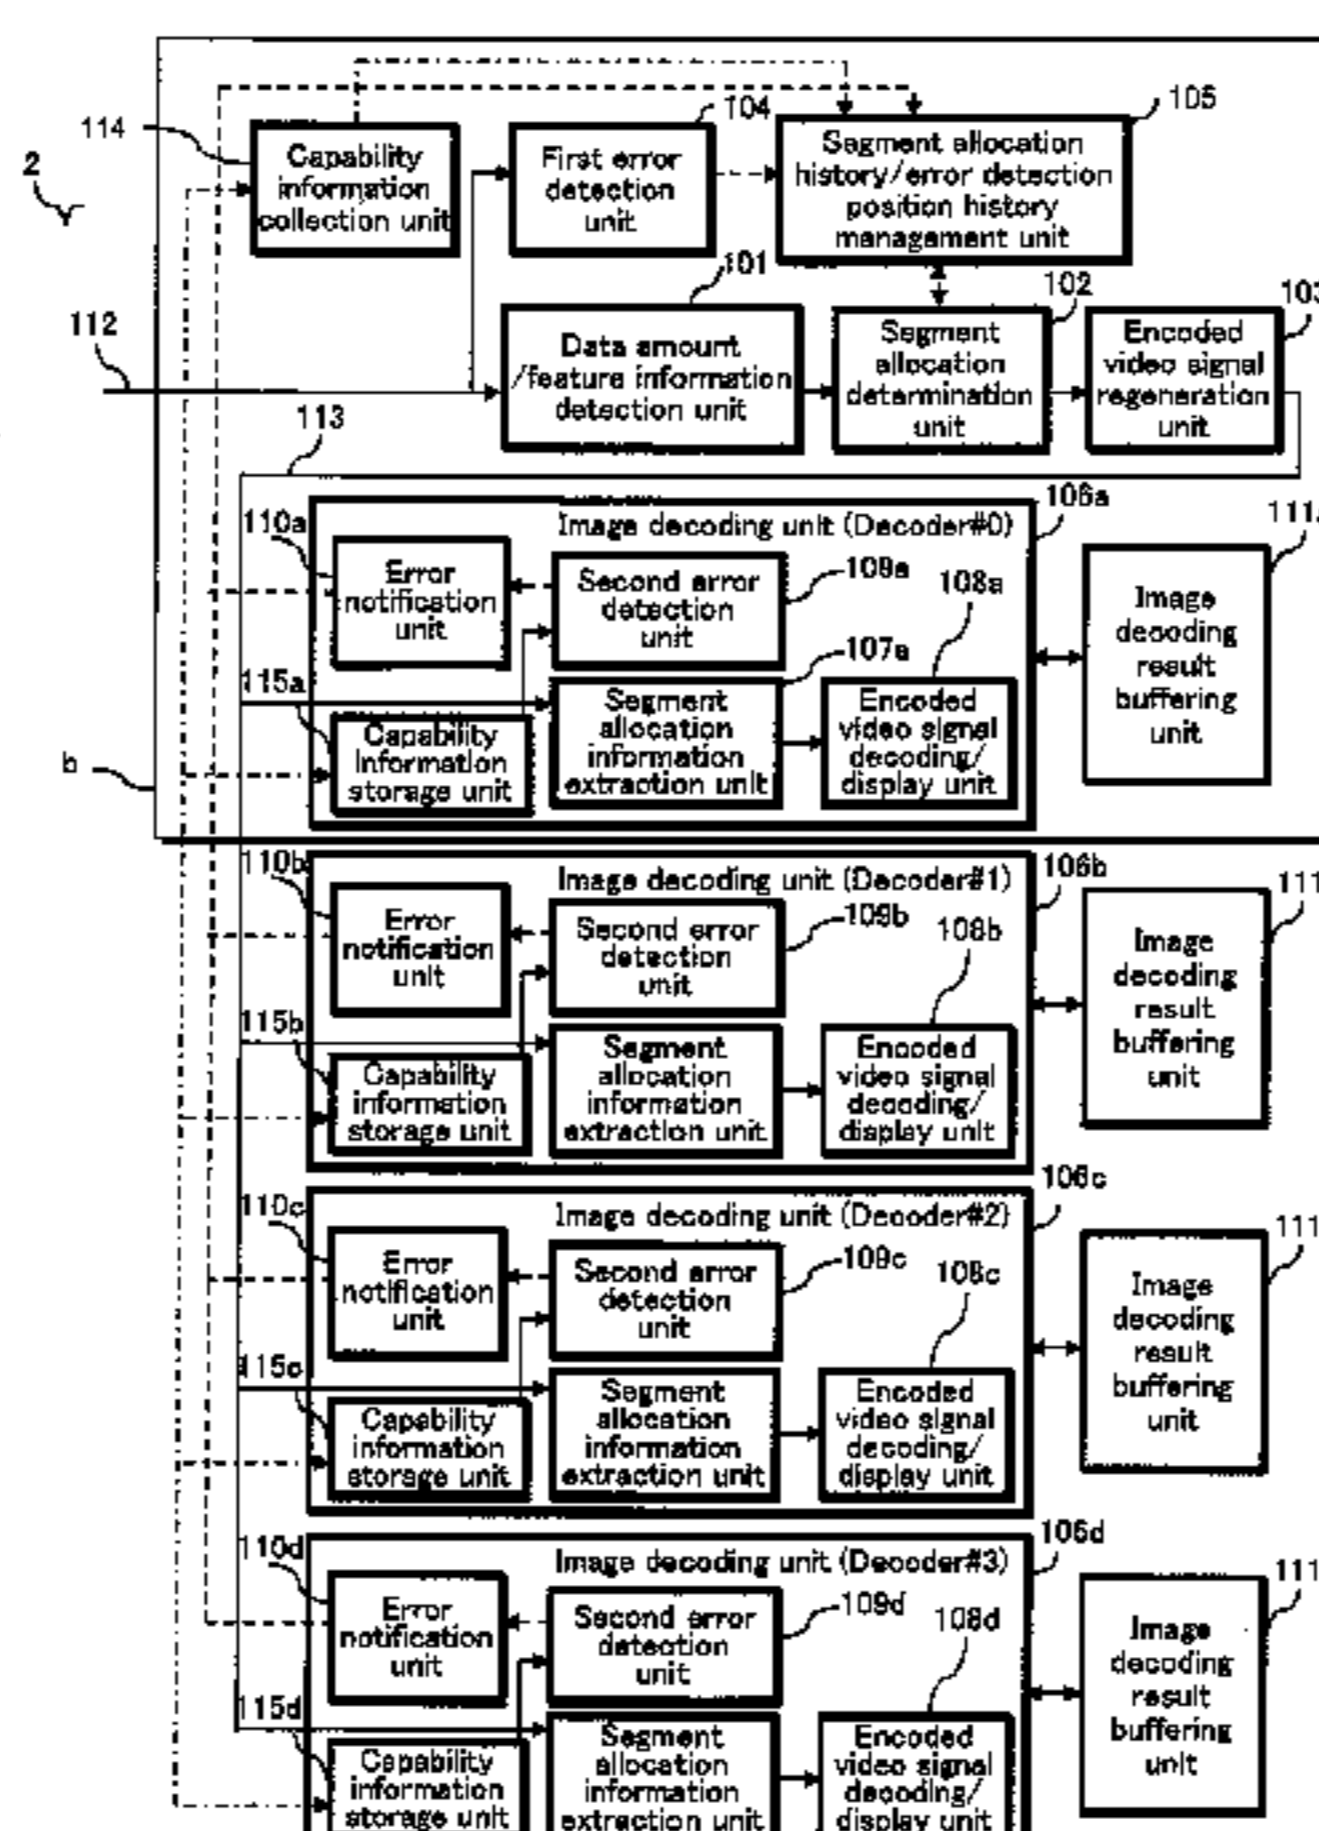 2
114
Capability
information
collection unit
104
First error
detection
unit
105
Segment allocation
history/error detection
position history
management unit
112
101
Data amount
/feature information
detection unit
102
Segment
allocation
determination
unit
103
Encoded
video signal
regeneration
unit
113
b
106a
Image decoding unit (Decoder#0)
110a
Error
notification
unit
109a
Second error
detection
unit
108a
107a
115a
Capability
information
storage unit
Segment
allocation
information
extraction unit
Encoded
video signal
decoding/
display unit
Image
decoding
result
buffering
unit
106b
Image decoding unit (Decoder#1)
110b
Error
notification
unit
109b
Second error
detection
unit
108b
115b
Capability
information
storage unit
Segment
allocation
information
extraction unit
Encoded
video signal
decoding/
display unit
111
Image
decoding
result
buffering
unit
106c
Image decoding unit (Decoder#2)
110c
Error
notification
unit
109c
Second error
detection
unit
108c
115c
Capability
information
storage unit
Segment
allocation
information
extraction unit
Encoded
video signal
decoding/
display unit
111
Image
decoding
result
buffering
unit
106d
Image decoding unit (Decoder#3)
110d
Error
notification
unit
109d
Second error
detection
unit
108d
115d
Capability
information
storage unit
Segment
allocation
information
extraction unit
Encoded
video signal
decoding/
display unit
111
Image
decoding
result
buffering
unit